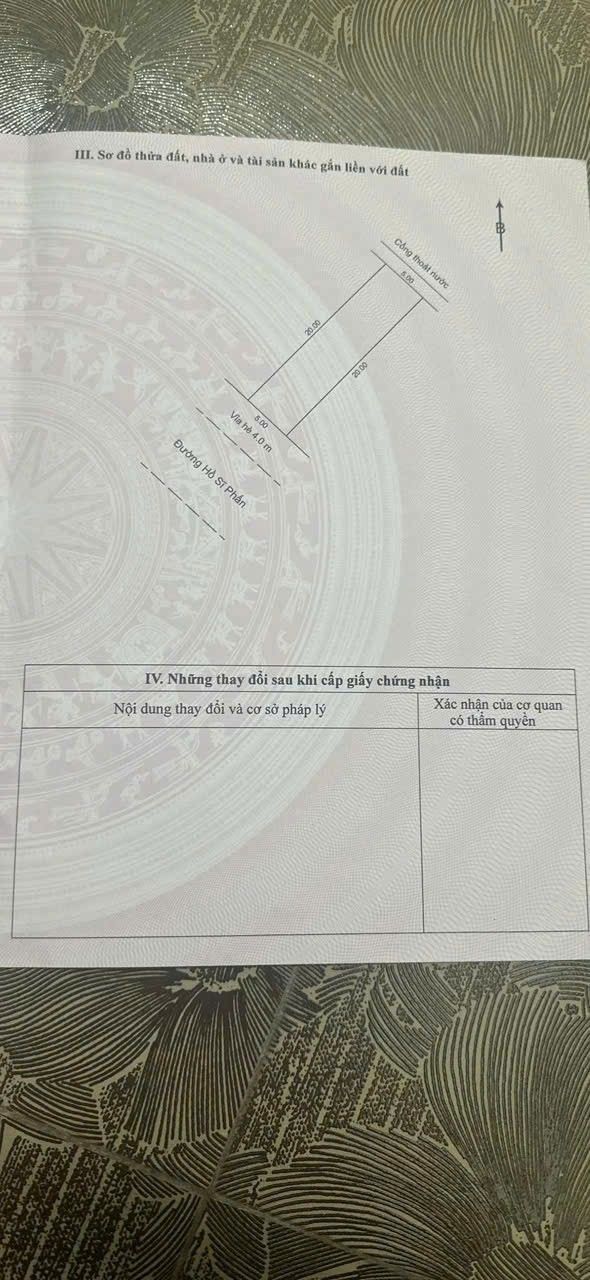 III. Sơ đồ thửa đất, nhà ở và tài sản khác gắn liền với đất
B
Cống thoát nước
5.00
20.00
20.00
5.00
Vỉa hè 4.0 m
Đường Hồ Sĩ Phấn
IV. Những thay đổi sau khi cấp giấy chứng nhận
Nội dung thay đổi và cơ sở pháp lý
Xác nhận của cơ quan
có thẩm quyền